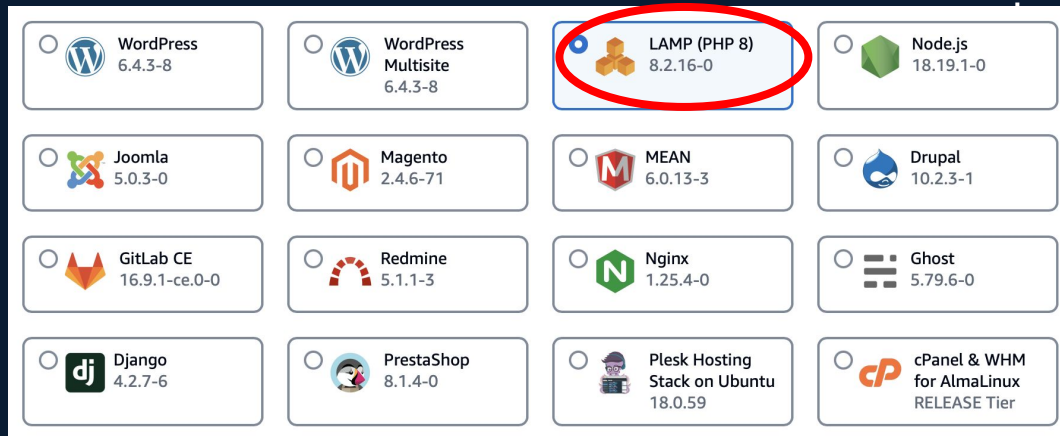 WordPress
6.4.3-8
WordPress
Multisite
6.4.3-8
LAMP (PHP 8)
8.2.16-0
Node.js
18.19.1-0
Joomla
5.0.3-0
Magento
2.4.6-71
MEAN
6.0.13-3
Drupal
10.2.3-1
GitLab CE
16.9.1-ce.0-0
Redmine
5.1.1-3
Nginx
1.25.4-0
Ghost
5.79.6-0
dj
Django
4.2.7-6
PrestaShop
8.1.4-0
Plesk Hosting
Stack on Ubuntu
18.0.59
cP
cPanel & WHM
for AlmaLinux
RELEASE Tier